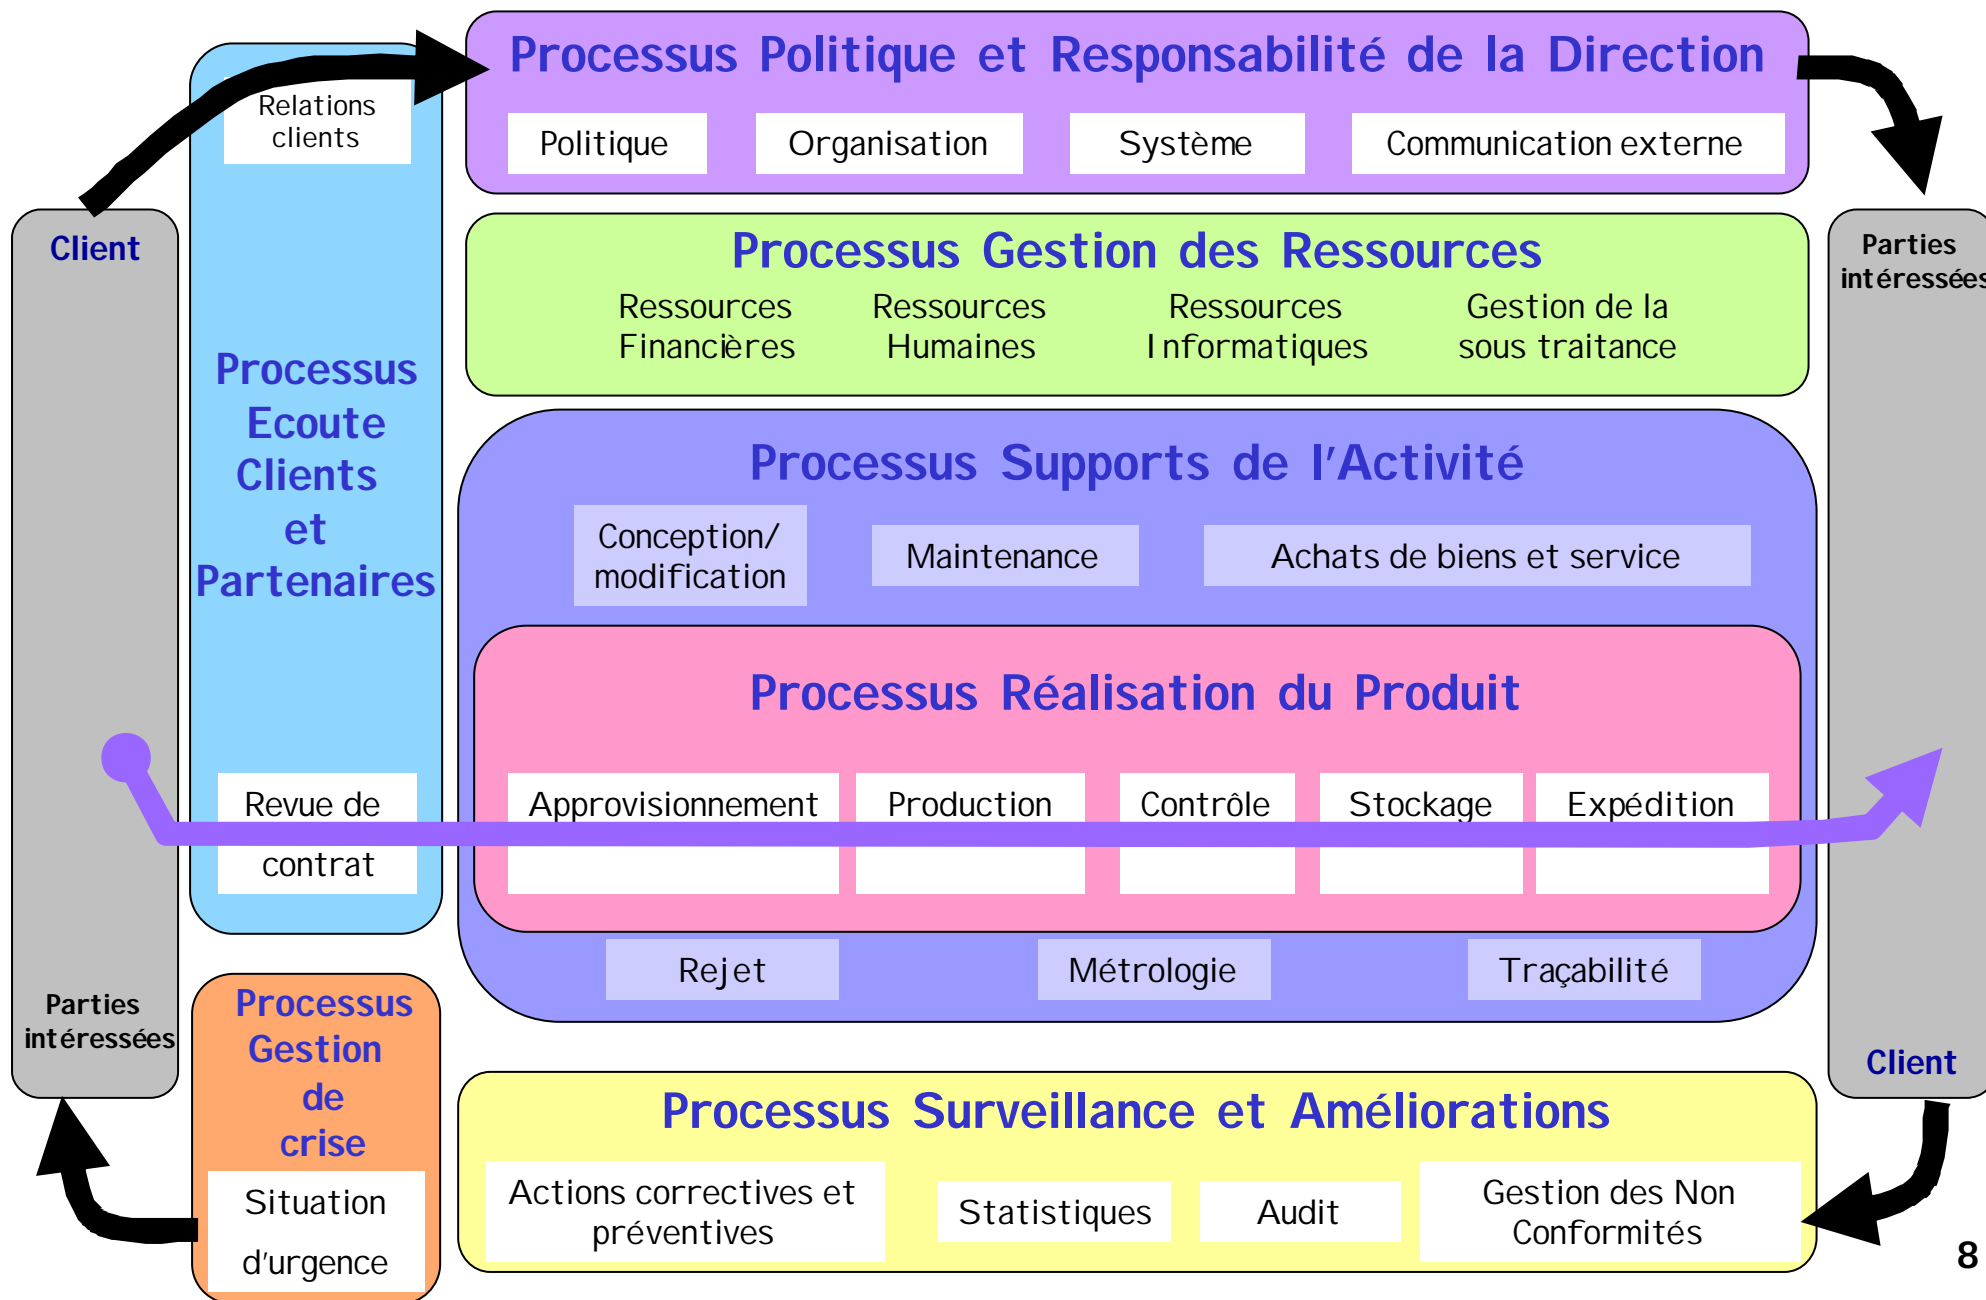 Processus Politique et Responsabilité de la Direction
Politique
Organisation
Système
Communication externe
Relations
clients
Client
Processus
Ecoute
Clients
et
Partenaires
Revue de
contrat
Parties
intéressées
Processus Gestion des Ressources
Ressources
Financières
Ressources
Humaines
Ressources
Informatiques
Gestion de la
sous traitance
Processus Supports de l'Activité
Conception/
modification
Maintenance
Achats de biens et service
Processus Réalisation du Produit
Approvisionnement
Production
Contrôle
Stockage
Expédition
Rejet
Métrologie
Traçabilité
Parties
intéressées
Client
Processus
Gestion
de
crise
Situation
d'urgence
Processus Surveillance et Améliorations
Actions correctives et
préventives
Statistiques
Audit
Gestion des Non
Conformités
8